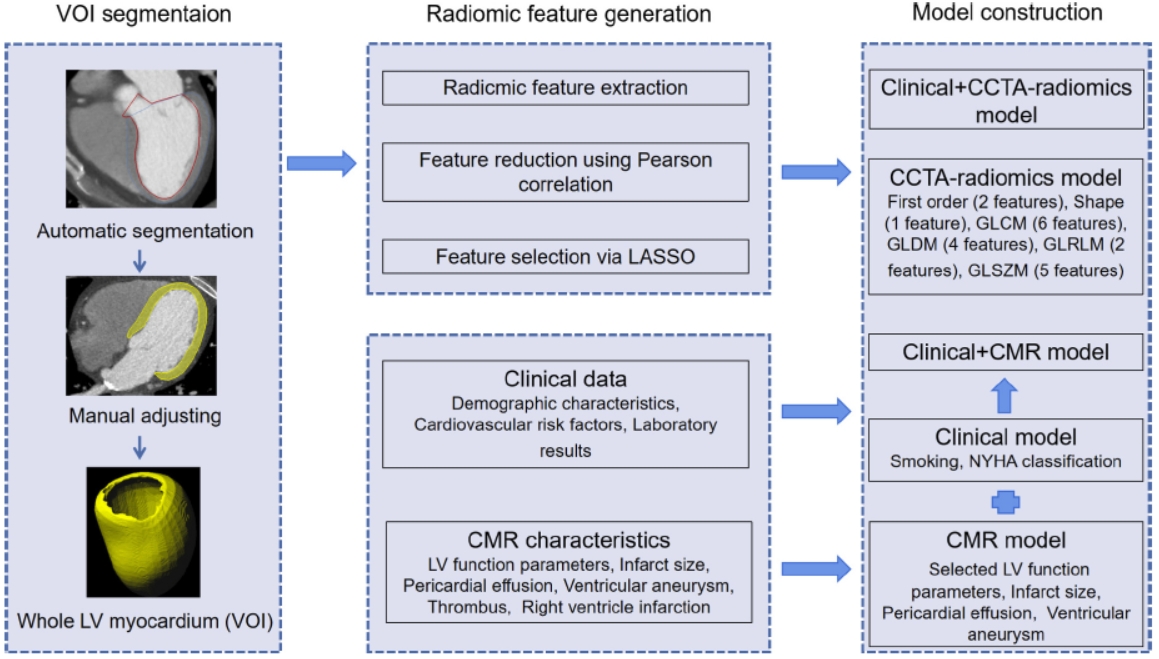 VOI segmentaion
Automatic segmentation
Manual adjusting
Whole LV myocardium (VOI)
Radiomic feature generation
Radicmic feature extraction
Feature reduction using Pearson
correlation
Feature selection via LASSO
Clinical data
Demographic characteristics,
Cardiovascular risk factors, Laboratory
results
CMR characteristics
LV function parameters, Infarct size,
Pericardial effusion, Ventricular aneurysm,
Thrombus, Right ventricle infarction
Model construction
Clinical+CCTA-radiomics
model
CCTA-radiomics model
First order (2 features), Shape
(1 feature), GLCM (6 features),
GLDM (4 features), GLRLM (2
features), GLSZM (5 features)
Clinical+CMR model
Clinical model
Smoking, NYHA classification
CMR model
Selected LV function
parameters, Infarct size,
Pericardial effusion, Ventricular
aneurysm